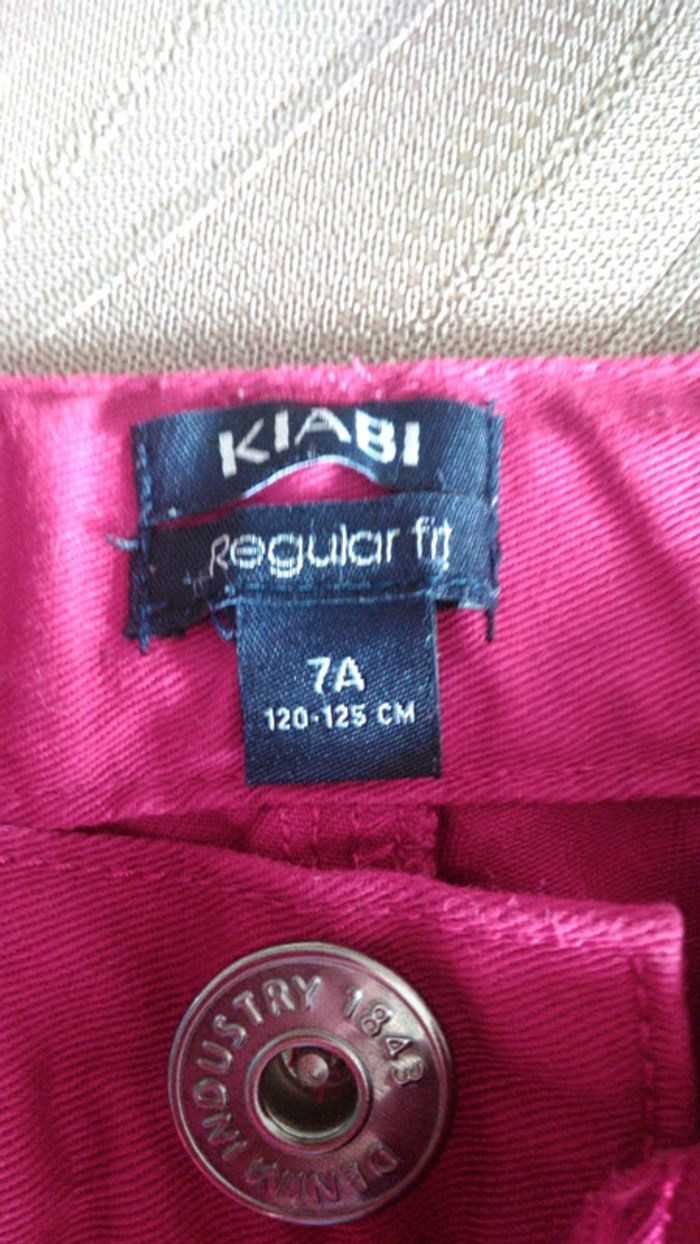 KIABI
Regular fit
7A
120-125 CM
DENIM INDUSTRY 1843